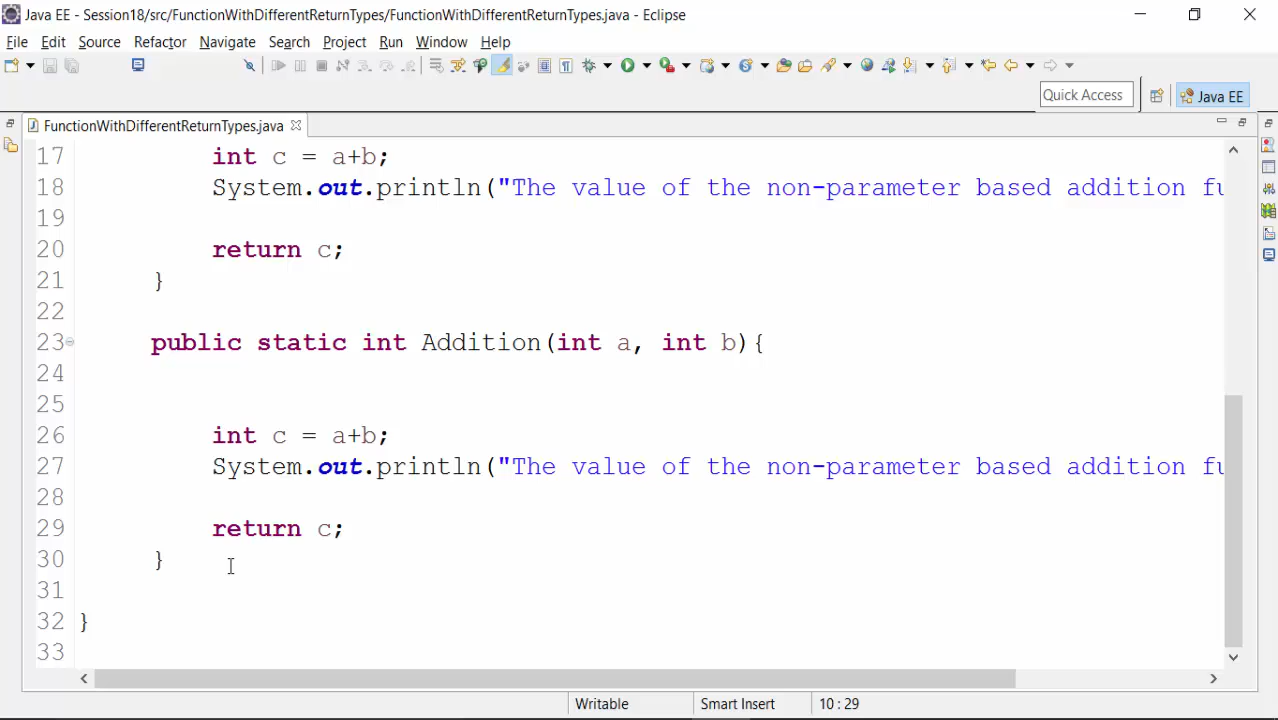 Java EE - Session18/src/FunctionWithDifferentReturnTypes/FunctionWithDifferentReturnTypes.java - Eclipse
File Edit Source Refactor Navigate Search Project Run Window Help
Quick Access Java EE
FunctionWithDifferentReturnTypes.java
17 int c = a+b;
18 System.out.println("The value of the non-parameter based addition fu
19
20 return c;
21 }
22
23 public static int Addition(int a, int b){
24
25
26 int c = a+b;
27 System.out.println("The value of the non-parameter based addition fu
28
29 return c;
30 }
31
32 }
33
Writable Smart Insert 10 : 29